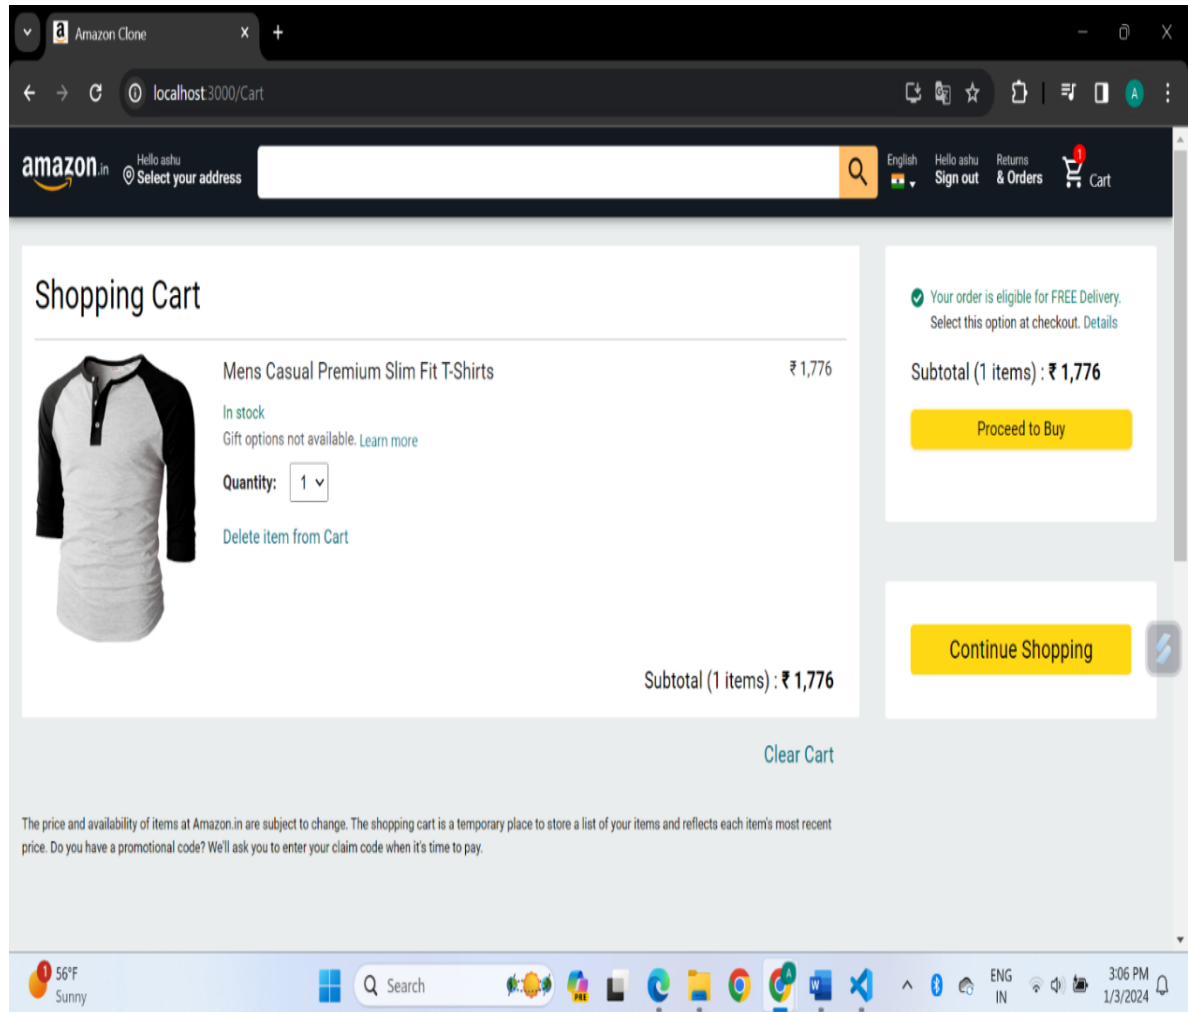 Amazon Clone
localhost:3000/Cart
A
amazon.in
Hello ashu
Select your address
English
Hello ashu
Sign out
Returns
& Orders
1
Cart
Shopping Cart
Mens Casual Premium Slim Fit T-Shirts ₹ 1,776
In stock
Gift options not available. Learn more
Quantity: 1
Delete item from Cart
Subtotal (1 items) : ₹ 1,776
Your order is eligible for FREE Delivery.
Select this option at checkout. Details
Subtotal (1 items) : ₹ 1,776
Proceed to Buy
Continue Shopping
Clear Cart
The price and availability of items at Amazon.in are subject to change. The shopping cart is a temporary place to store a list of your items and reflects each item's most recent
price. Do you have a promotional code? We'll ask you to enter your claim code when it's time to pay.
1
56°F
Sunny
Search
PRE
A
W
ENG
IN
3:06 PM
1/3/2024